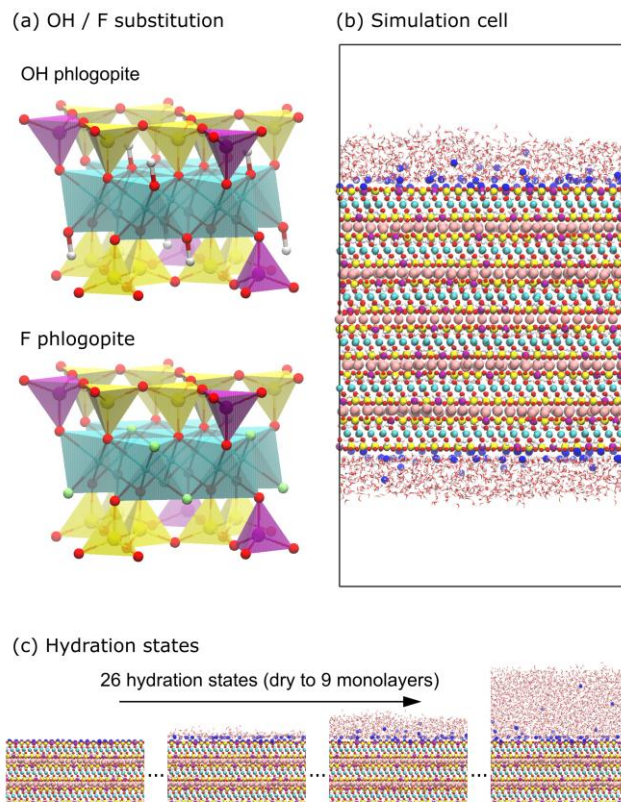 (a) OH / F substitution
(b) Simulation cell
OH phlogopite
F phlogopite
(c) Hydration states
26 hydration states (dry to 9 monolayers)
... ... ...